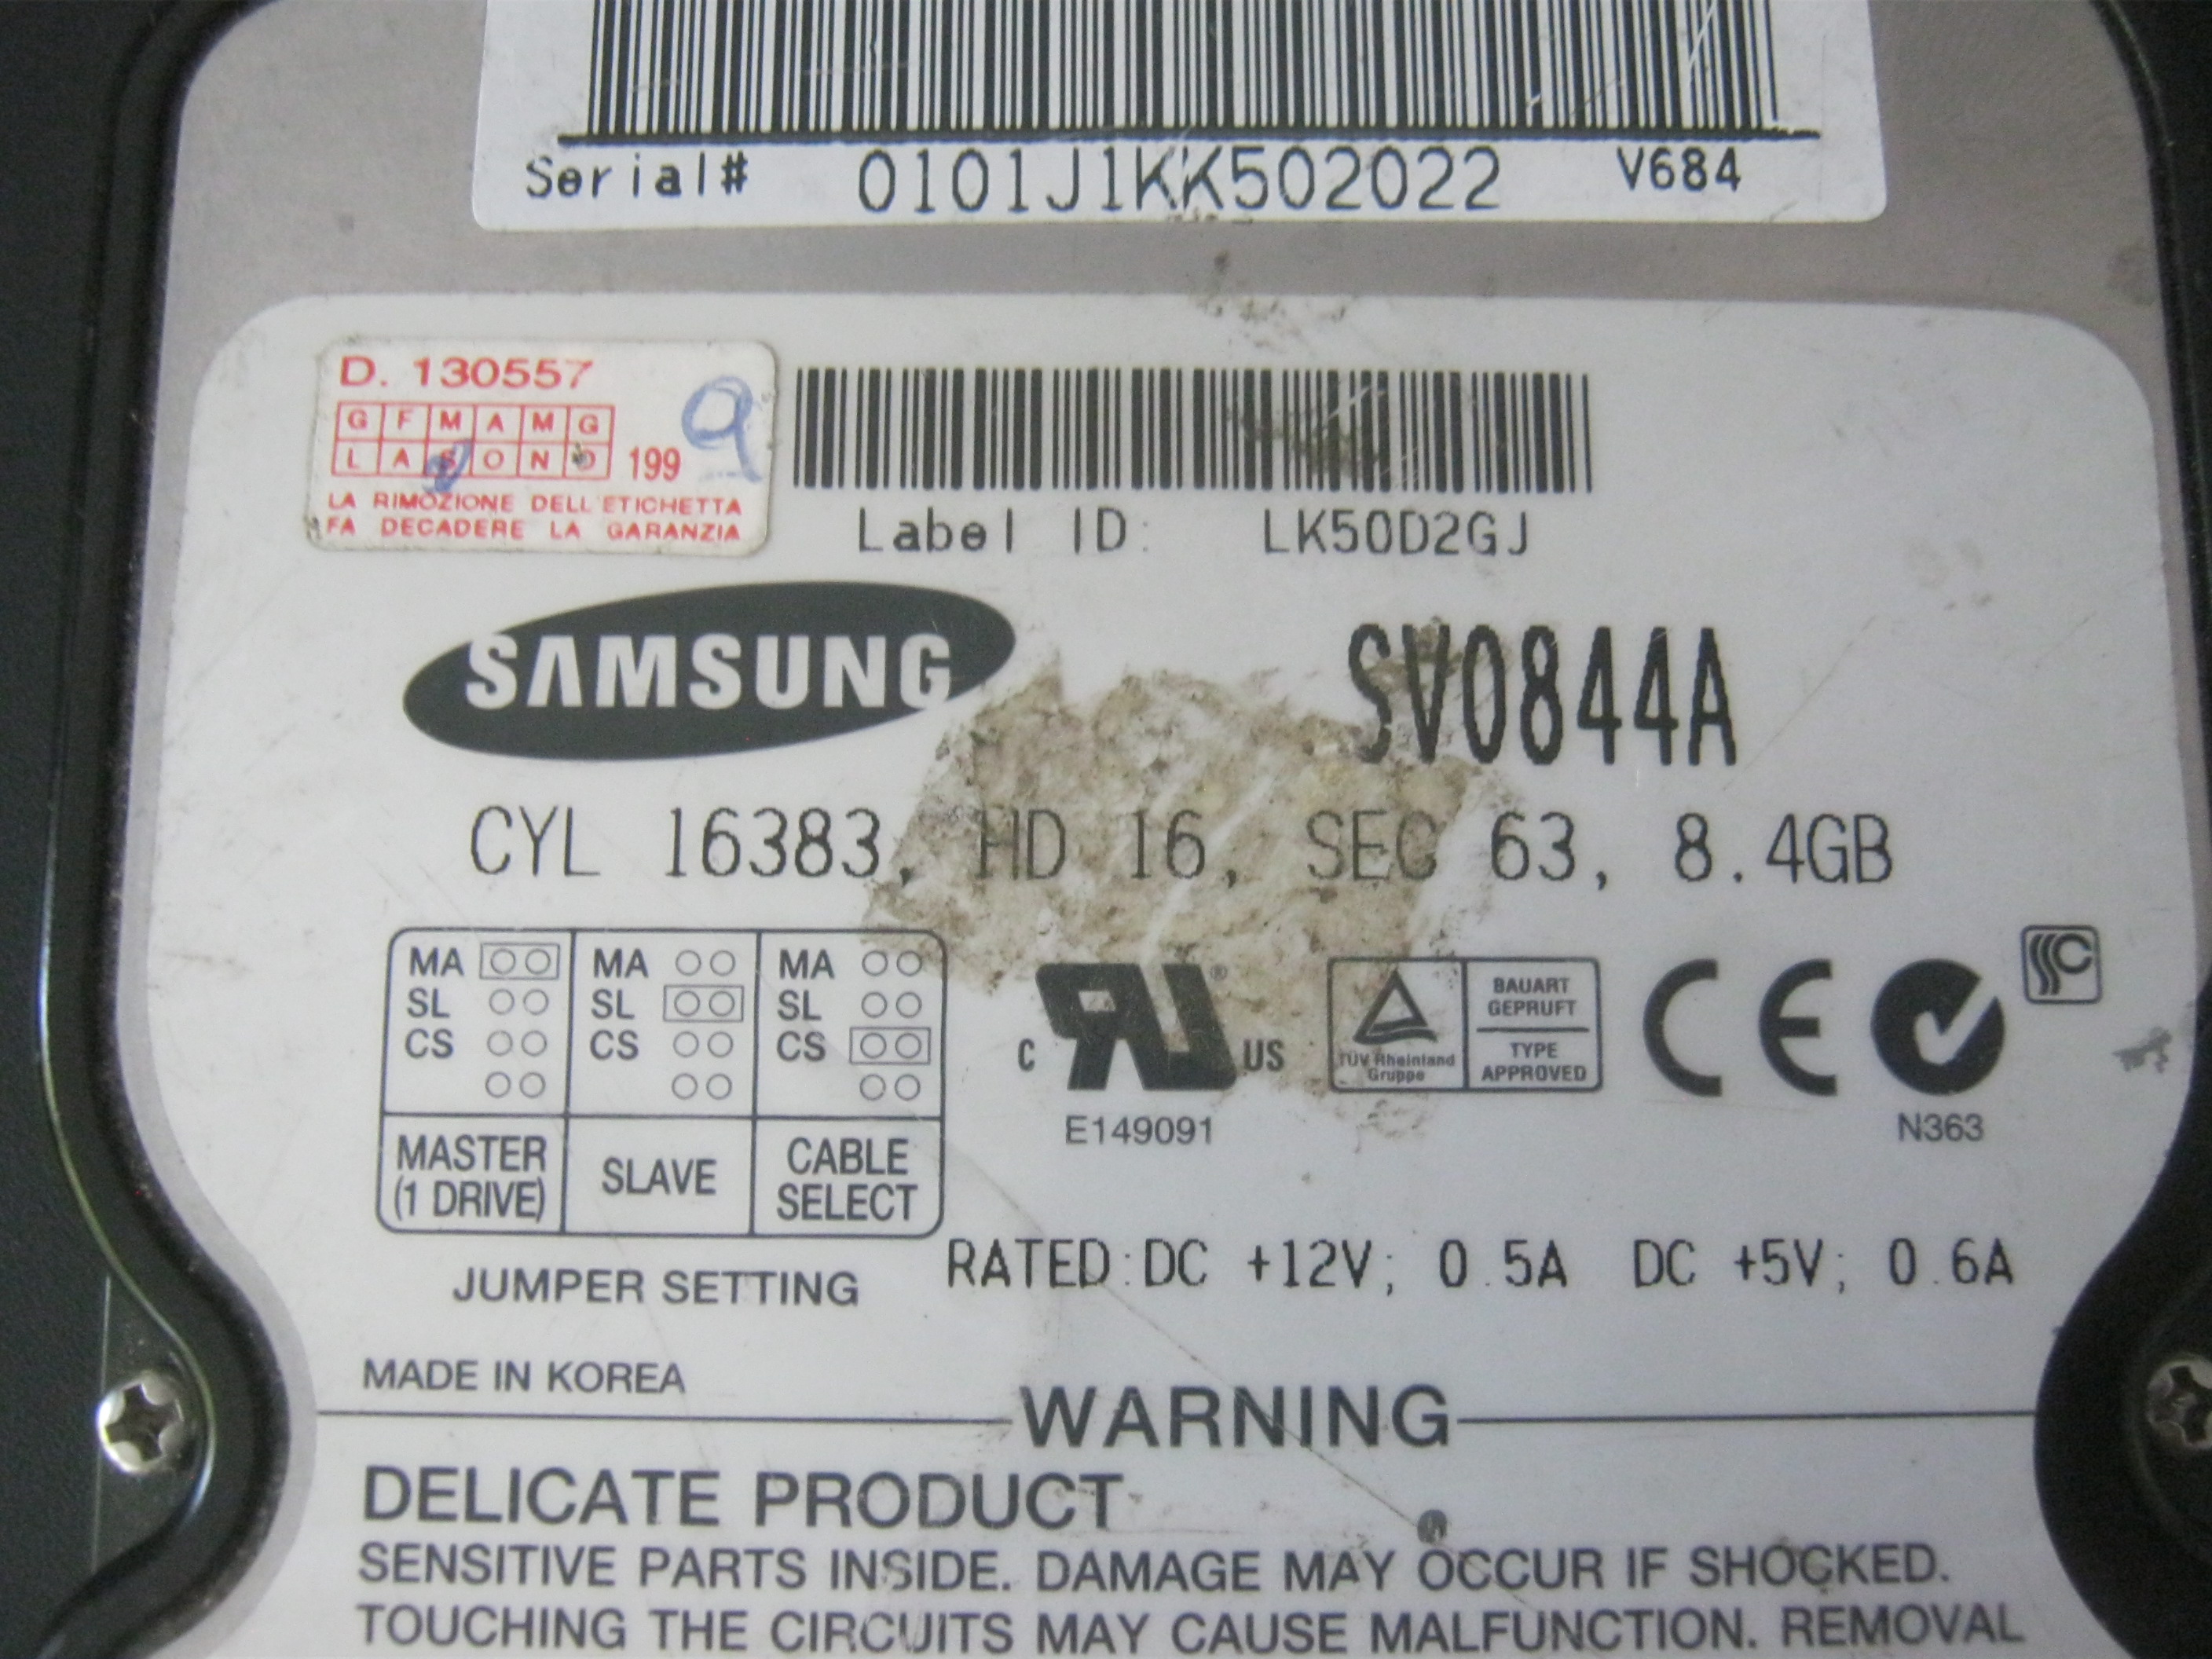 Serial# 0101J1KK502022 V684
D. 130557
G F M A M G
L A S O N D 1999
LA RIMOZIONE DELL'ETICHETTA
FA DECADERE LA GARANZIA
Label ID: LK50D2GJ
SAMSUNG
SV0844A
CYL 16383, HD 16, SEC 63, 8.4GB
MA MA MA
SL SL SL
CS CS CS
MASTER
(1 DRIVE)
SLAVE
CABLE
SELECT
JUMPER SETTING
C US
E149091
TÜV Rheinland
Gruppe
BAUART
GEPRUFT
TYPE
APPROVED
CE
N363
RATED:DC +12V; 0.5A DC +5V; 0.6A
MADE IN KOREA
WARNING
DELICATE PRODUCT
SENSITIVE PARTS INSIDE. DAMAGE MAY OCCUR IF SHOCKED.
TOUCHING THE CIRCUITS MAY CAUSE MALFUNCTION. REMOVAL